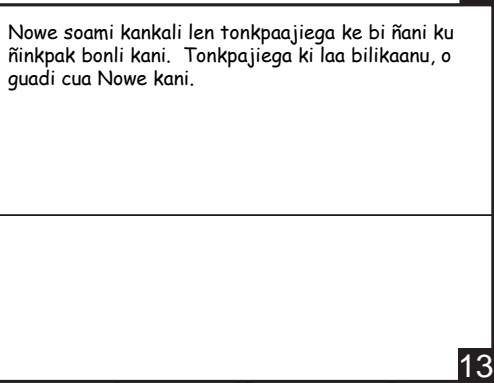 Nowe soami kankali len tonkpaajiega ke bi ñani ku
ñinkpak bonli kani. Tonkpajiega ki laa bilikaanu, o
guadi cua Nowe kani.
13